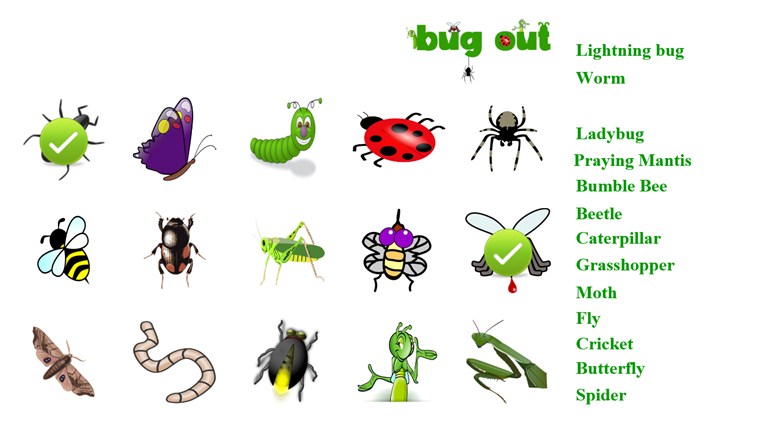 bug out
Lightning bug
Worm
Ladybug
Praying Mantis
Bumble Bee
Beetle
Caterpillar
Grasshopper
Moth
Fly
Cricket
Butterfly
Spider